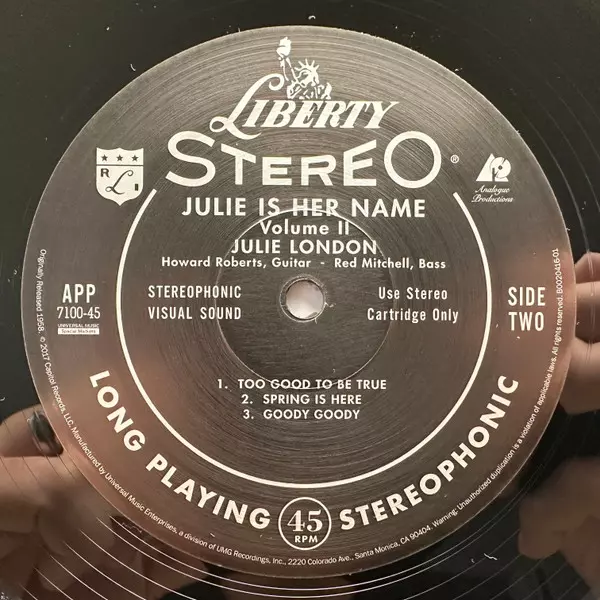 LIBERTY
STEREO®
R L I
Analogue
Productions
JULIE IS HER NAME
Volume II
JULIE LONDON
Howard Roberts, Guitar - Red Mitchell, Bass
APP
7100-45
UNIVERSAL MUSIC
Special Markets
STEREOPHONIC
VISUAL SOUND
Use Stereo
Cartridge Only
SIDE
TWO
1. TOO GOOD TO BE TRUE
2. SPRING IS HERE
3. GOODY GOODY
LONG PLAYING 45 RPM STEREOPHONIC
Originally Released 1958. ℗ 2017 Capitol Records, LLC. Manufactured by Universal Music Enterprises, a division of UMG Recordings, Inc., 2220 Colorado Ave., Santa Monica, CA 90404. Warning: Unauthorized duplication is a violation of applicable laws. All rights reserved. B0020416-01